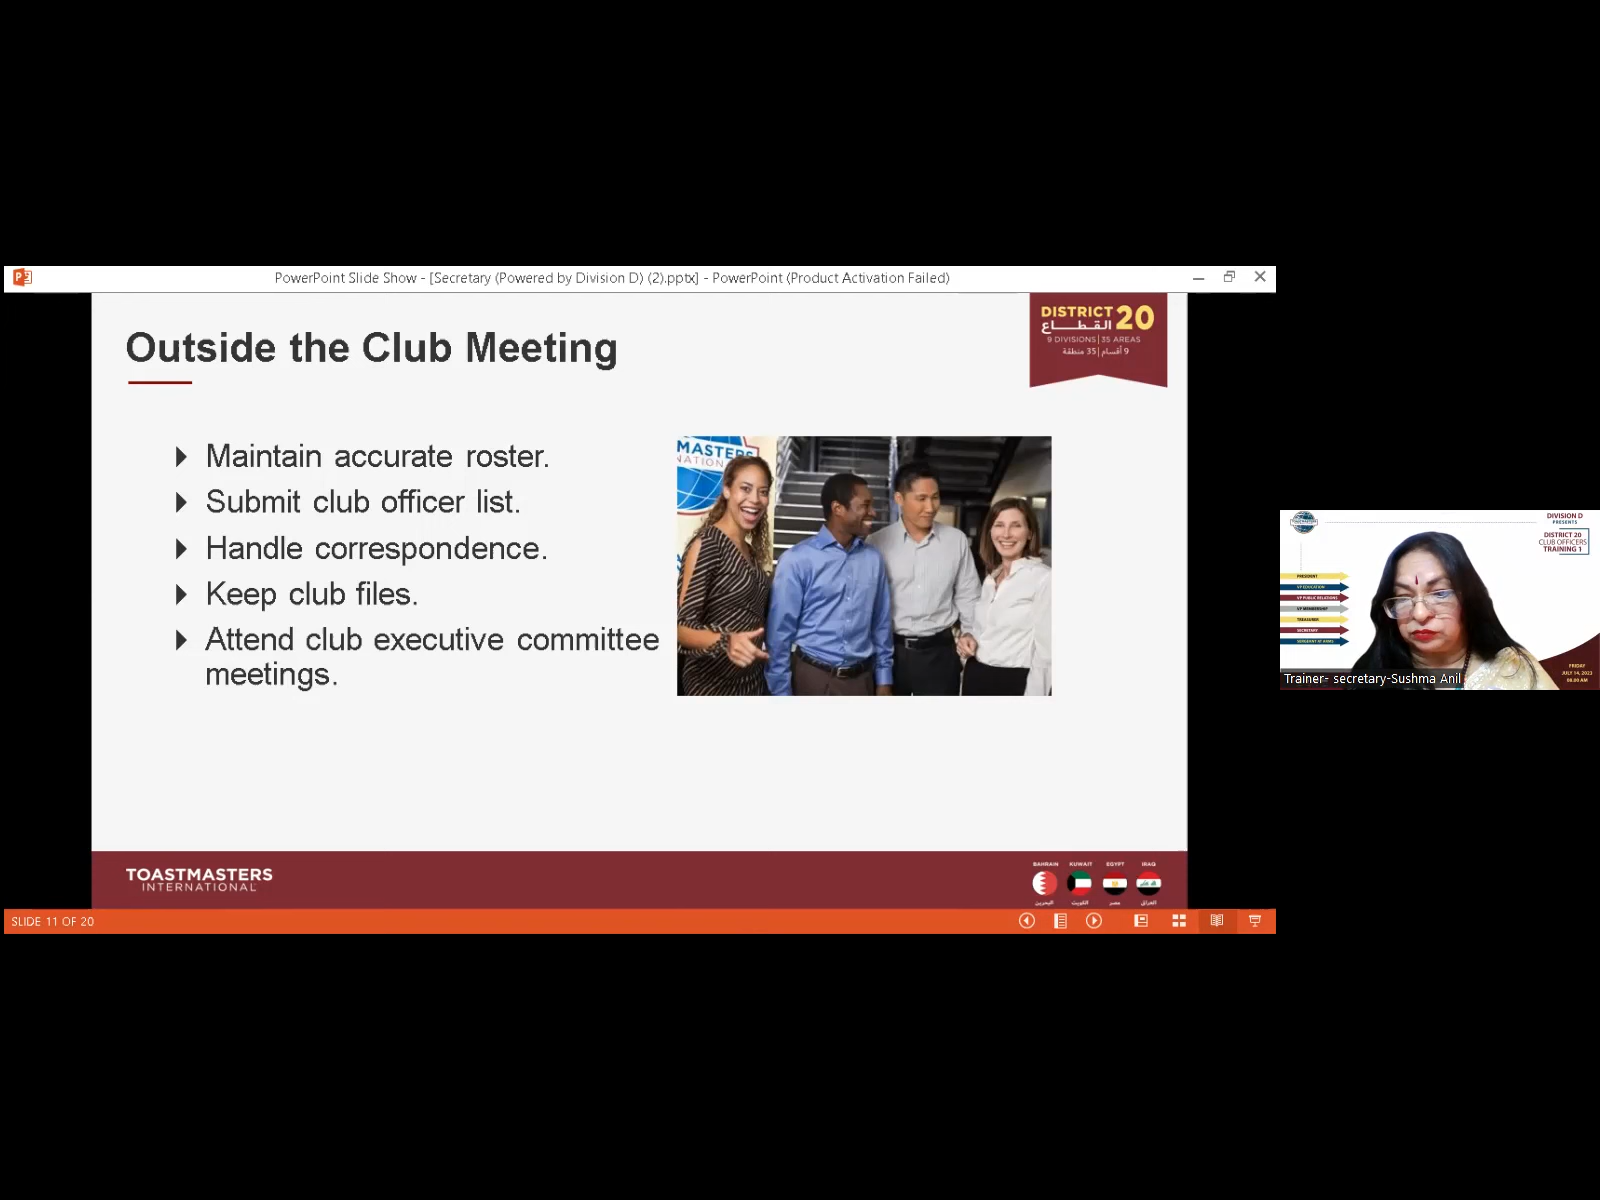 PowerPoint Slide Show - [Secretary (Powered by Division D) (2).pptx] - PowerPoint (Product Activation Failed)
Outside the Club Meeting
DISTRICT 20
القطـــاع
9 DIVISIONS | 35 AREAS
9 أقسام | 35 منطقة
Maintain accurate roster.
Submit club officer list.
Handle correspondence.
Keep club files.
Attend club executive committee
meetings.
MASTERS
NATION
TOASTMASTERS
INTERNATIONAL
BAHRAIN KUWAIT EGYPT IRAQ
البحرين الكويت مصر العراق
SLIDE 11 OF 20
DIVISION D
PRESENTS
DISTRICT 20
CLUB OFFICERS
TRAINING 1
PRESIDENT
VP EDUCATION
VP PUBLIC RELATIONS
VP MEMBERSHIP
TREASURER
SECRETARY
SERGEANT AT ARMS
FRIDAY
JULY 14, 2023
Trainer- secretary-Sushma Anil